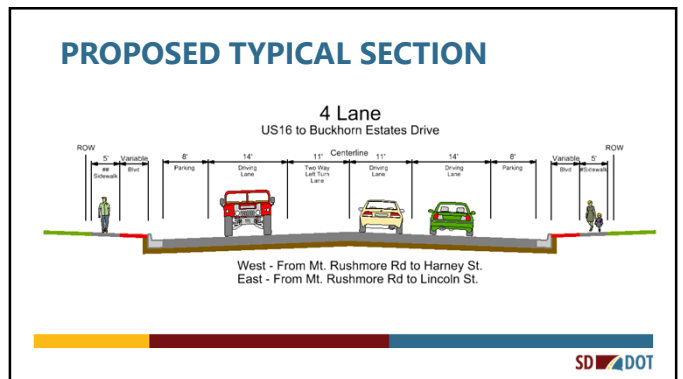 PROPOSED TYPICAL SECTION
4 Lane
US16 to Buckhorn Estates Drive
Centerline
ROW
ROW
5' Variable 8' 14' 11' 11' 14' 8' Variable 5'
## Sidewalk
Blvd
Parking
Driving Lane
Two Way Left Turn Lane
Driving Lane
Driving Lane
Parking
Blvd
#Sidewalk
West - From Mt. Rushmore Rd to Harney St.
East - From Mt. Rushmore Rd to Lincoln St.
SD DOT